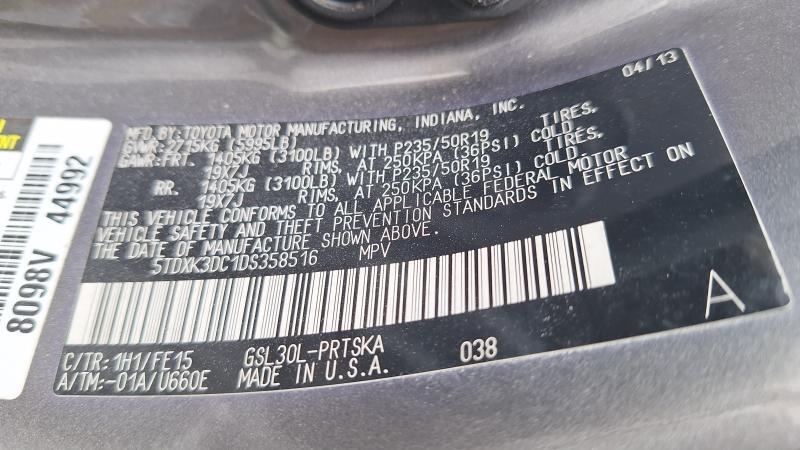 04/13
MFD.BY:TOYOTA MOTOR MANUFACTURING, INDIANA, INC.
GVWR:2715KG(5995LB)
GAWR:FRT. 1405KG(3100LB)WITH P235/50R19 TIRES.
19X7J RIMS, AT 250KPA(36PSI) COLD.
RR. 1405KG(3100LB)WITH P235/50R19 TIRES.
19X7J RIMS, AT 250KPA(36PSI) COLD.
THIS VEHICLE CONFORMS TO ALL APPLICABLE FEDERAL MOTOR
VEHICLE SAFETY AND THEFT PREVENTION STANDARDS IN EFFECT ON
THE DATE OF MANUFACTURE SHOWN ABOVE.
5TDXK3DC1DS358516 MPV
A
C/TR:1H1/FE15 GSL30L-PRTSKA 038
A/TM:-01A/U660E MADE IN U.S.A.
8098V 44992